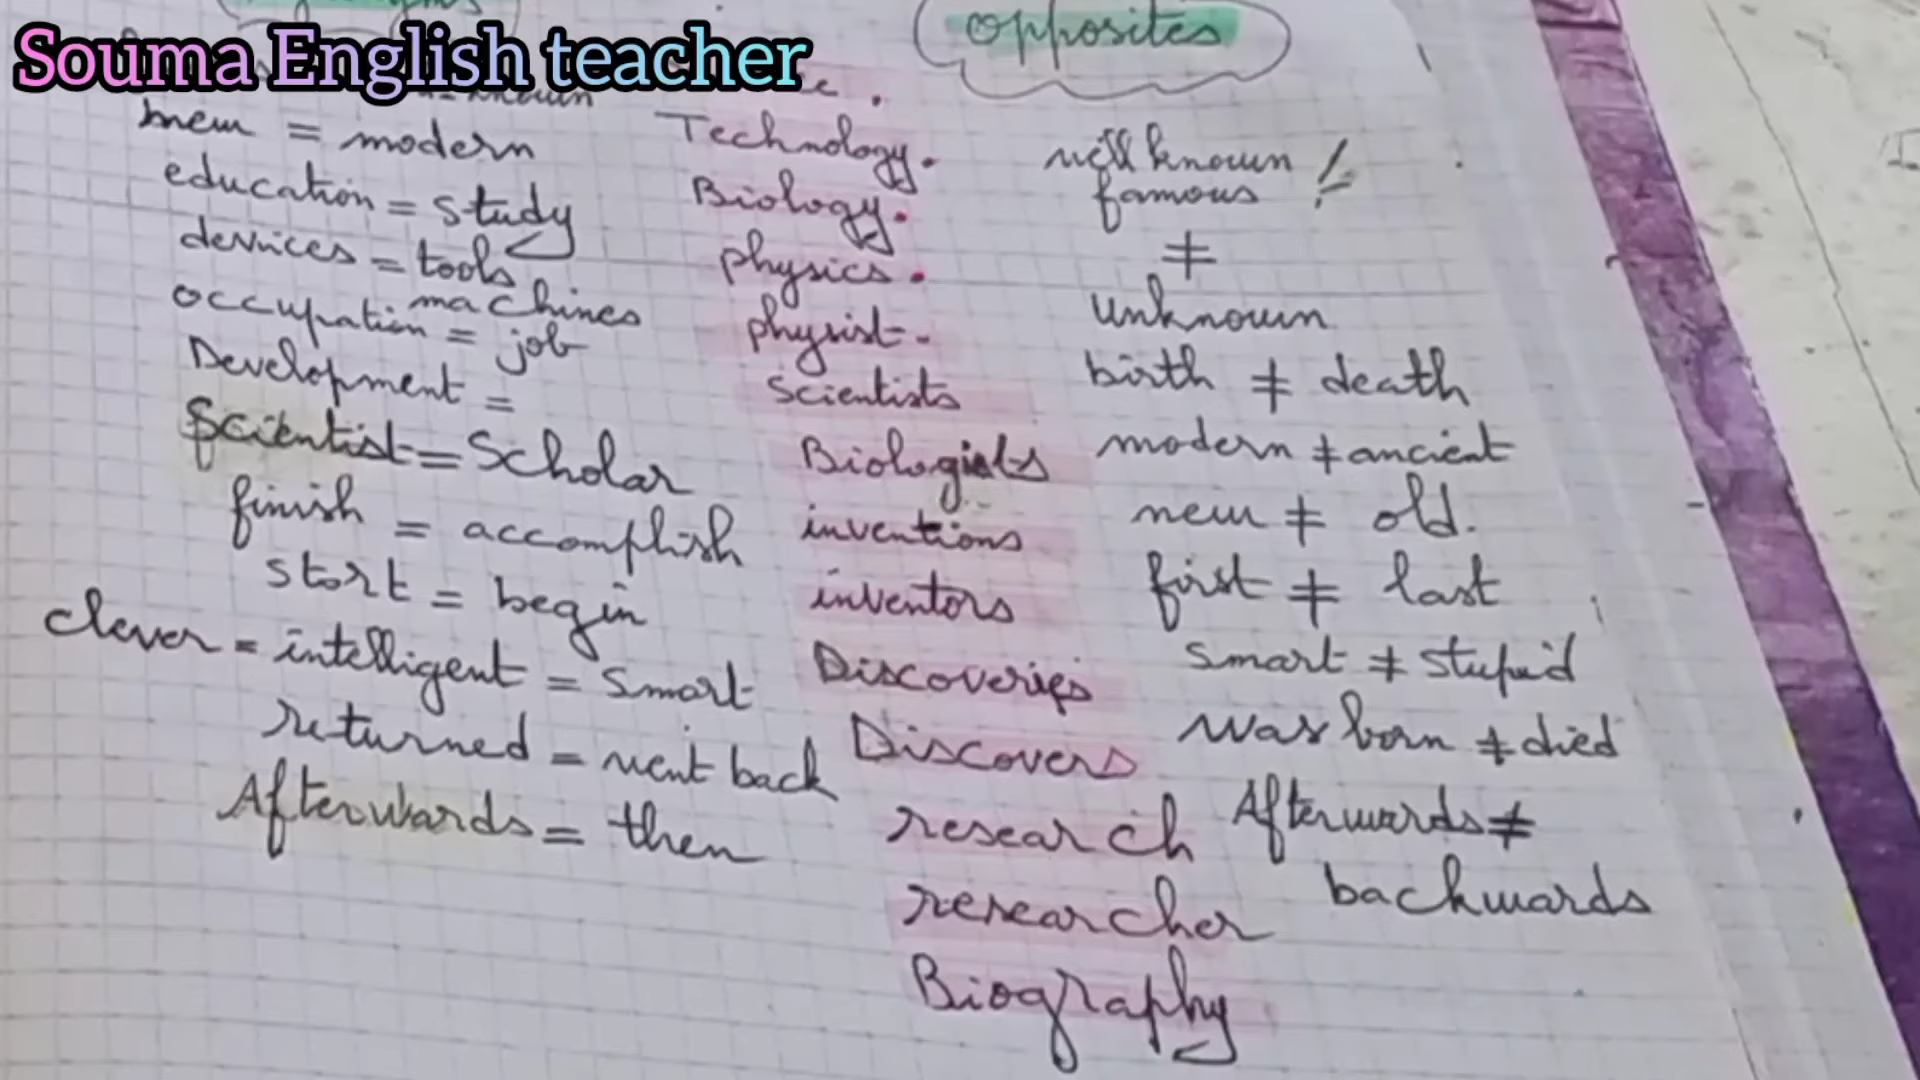 Souma English teacher
opposites
new = modern
education = study
devices = tools
machines
occupation = job
Development =
Scientist = Scholar
finish = accomplish
start = begin
clever = intelligent = smart
returned = went back
Afterwards = then
Technology.
Biology.
physics.
physist
scientists
Biologists
inventions
inventors
Discoveries
Discovers
research
researcher
Biography
well known
famous
≠
unknown
birth ≠ death
modern ≠ ancient
new ≠ old.
first ≠ last
smart ≠ stupid
was born ≠ died
Afterwards ≠
backwards